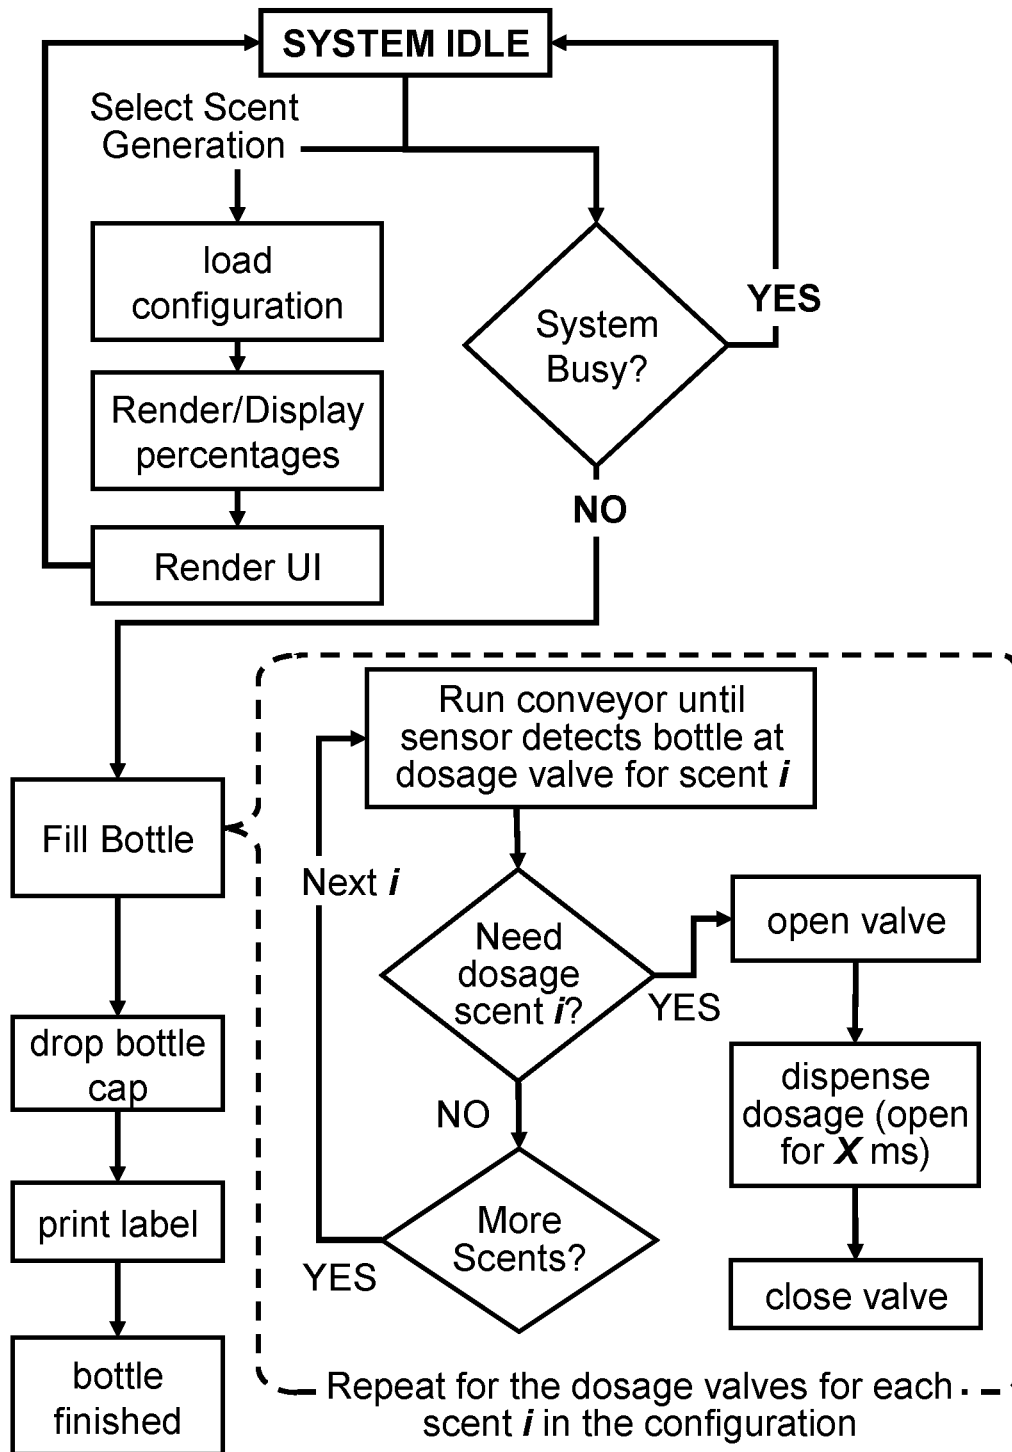 SYSTEM IDLE
Select Scent
Generation
load
configuration
Render/Display
percentages
Render UI
System
Busy?
YES
NO
Fill Bottle
drop bottle
cap
print label
bottle
finished
Run conveyor until
sensor detects bottle at
dosage valve for scent i
Next i
Need
dosage
scent i?
YES
NO
More
Scents?
YES
open valve
dispense
dosage (open
for X ms)
close valve
Repeat for the dosage valves for each
scent i in the configuration